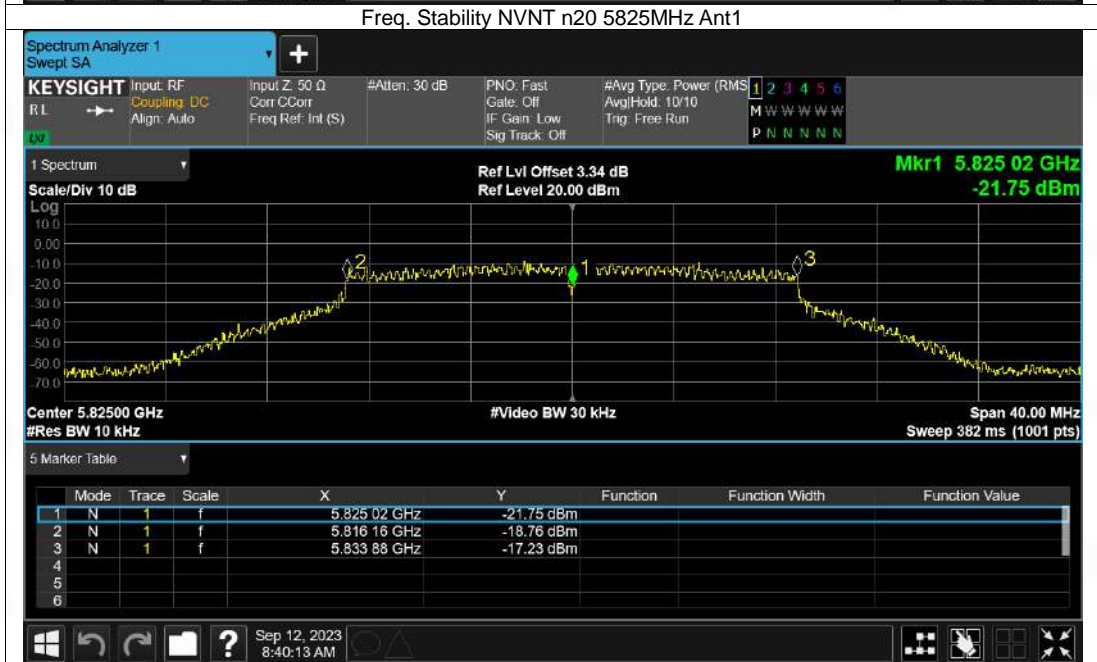 Freq. Stability NVNT n20 5825MHz Ant1
Spectrum Analyzer 1
Swept SA
+
KEYSIGHT Input: RF Input Z: 50 Ω #Atten: 30 dB PNO: Fast #Avg Type: Power (RMS 1 2 3 4 5 6
RL Coupling: DC Corr CCorr Gate: Off Avg|Hold: 10/10 M W W W W W
Align: Auto Freq Ref: Int (S) IF Gain: Low Trig: Free Run
LXI Sig Track: Off P N N N N N
1 Spectrum Ref Lvl Offset 3.34 dB Mkr1 5.825 02 GHz
Scale/Div 10 dB Ref Level 20.00 dBm -21.75 dBm
Log
10.0
0.00
-10.0
-20.0
-30.0
-40.0
-50.0
-60.0
-70.0
2 1 3
Center 5.82500 GHz #Video BW 30 kHz Span 40.00 MHz
#Res BW 10 kHz Sweep 382 ms (1001 pts)
5 Marker Table
Mode Trace Scale X Y Function Function Width Function Value
1 N 1 f 5.825 02 GHz -21.75 dBm
2 N 1 f 5.816 16 GHz -18.76 dBm
3 N 1 f 5.833 88 GHz -17.23 dBm
4
5
6
? Sep 12, 2023
8:40:13 AM